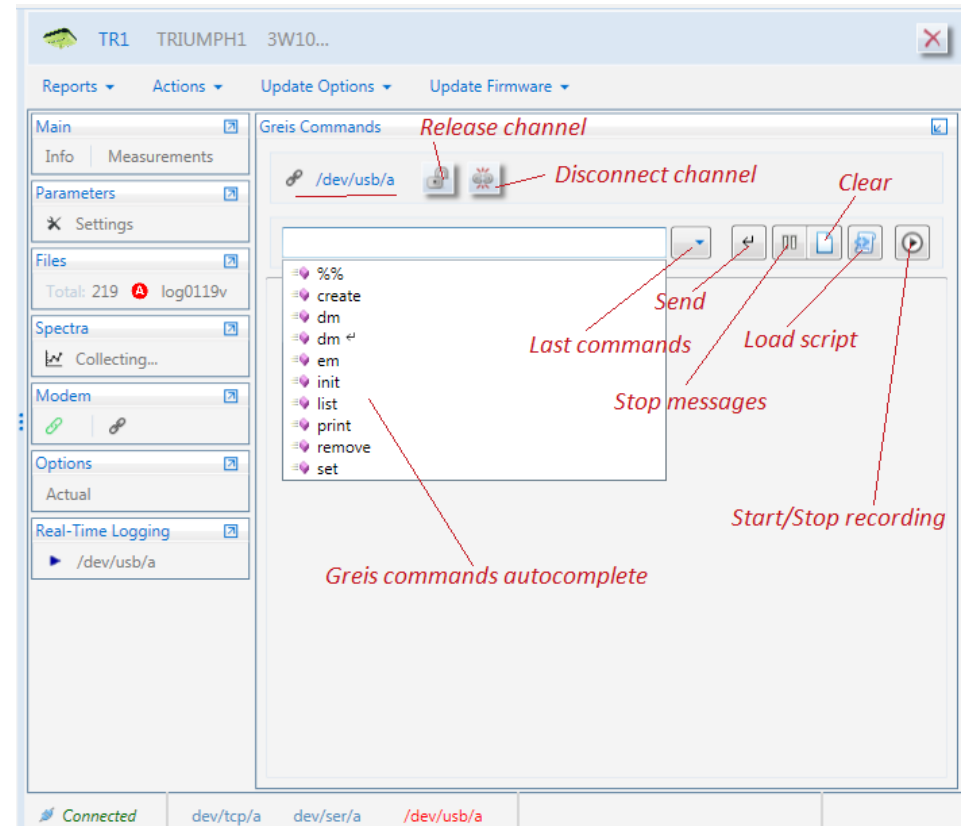 TR1 TRIUMPH1 3W10...
Reports Actions Update Options Update Firmware
Main
Info Measurements
Parameters
Settings
Files
Total: 219 A log0119v
Spectra
Collecting...
Modem
Options
Actual
Real-Time Logging
/dev/usb/a
Greis Commands
Release channel
/dev/usb/a
Disconnect channel
Clear
%%
create
dm
dm ↵
em
init
list
print
remove
set
Send
Last commands
Load script
Stop messages
Start/Stop recording
Greis commands autocomplete
Connected dev/tcp/a dev/ser/a /dev/usb/a